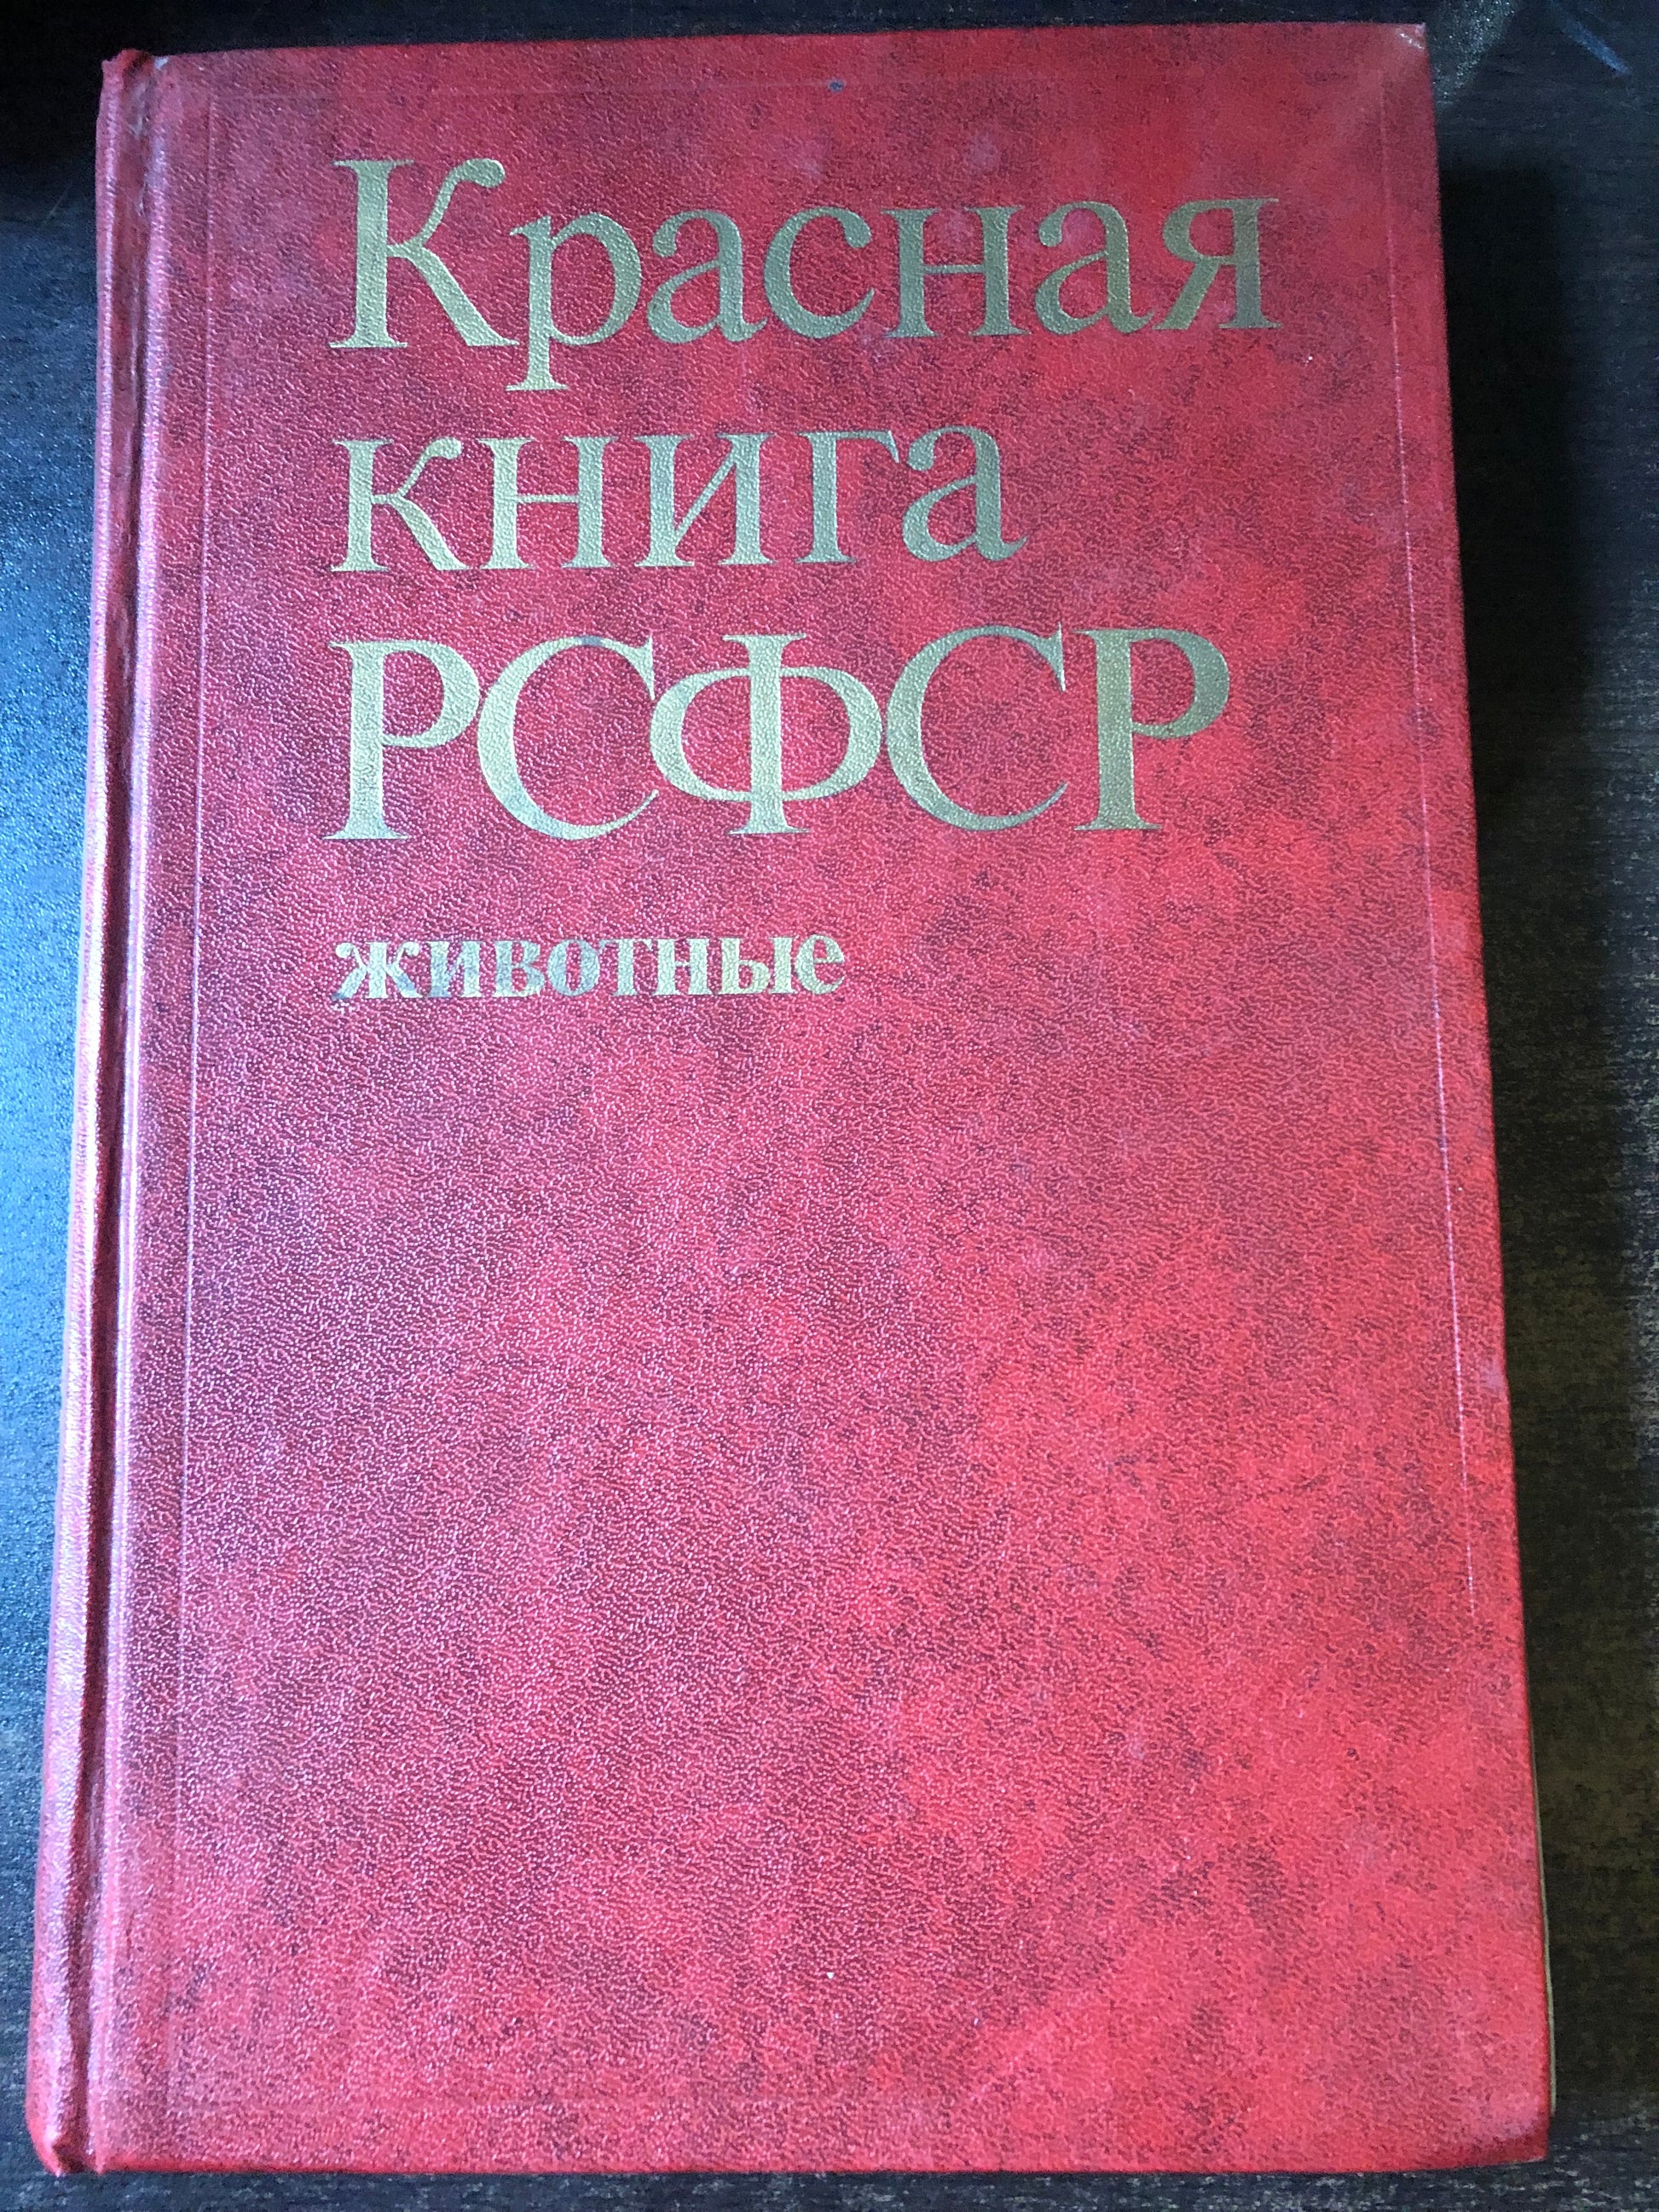 Красная
книга
РСФСР
животные